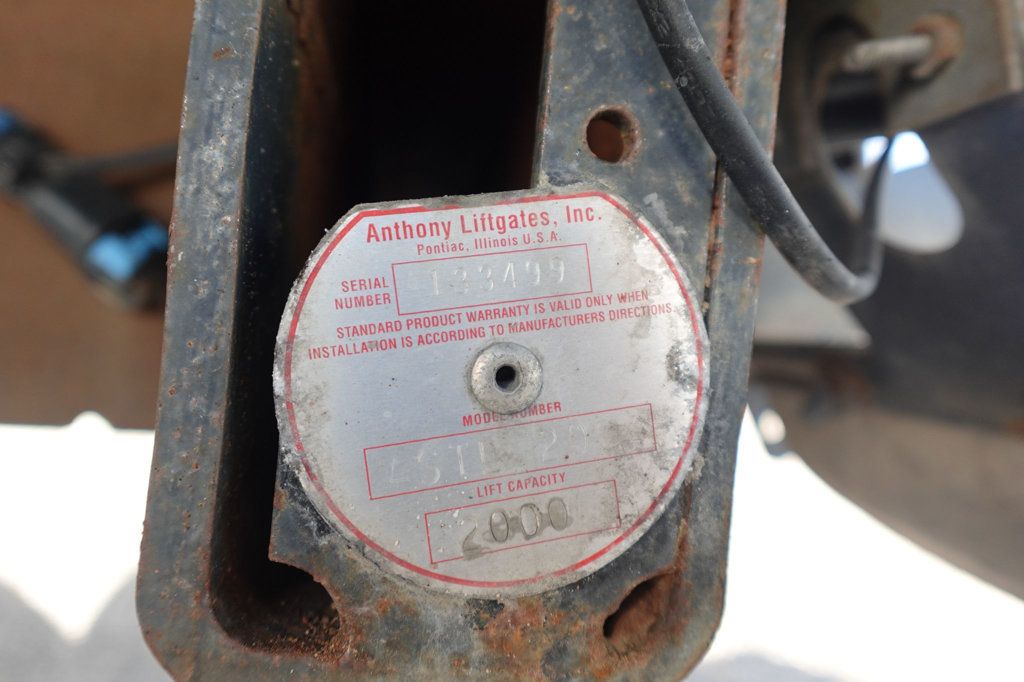 Anthony Liftgates, Inc.
Pontiac, Illinois U.S.A.
SERIAL NUMBER 133499
STANDARD PRODUCT WARRANTY IS VALID ONLY WHEN
INSTALLATION IS ACCORDING TO MANUFACTURERS DIRECTIONS.
MODEL NUMBER
LIFT CAPACITY
2000